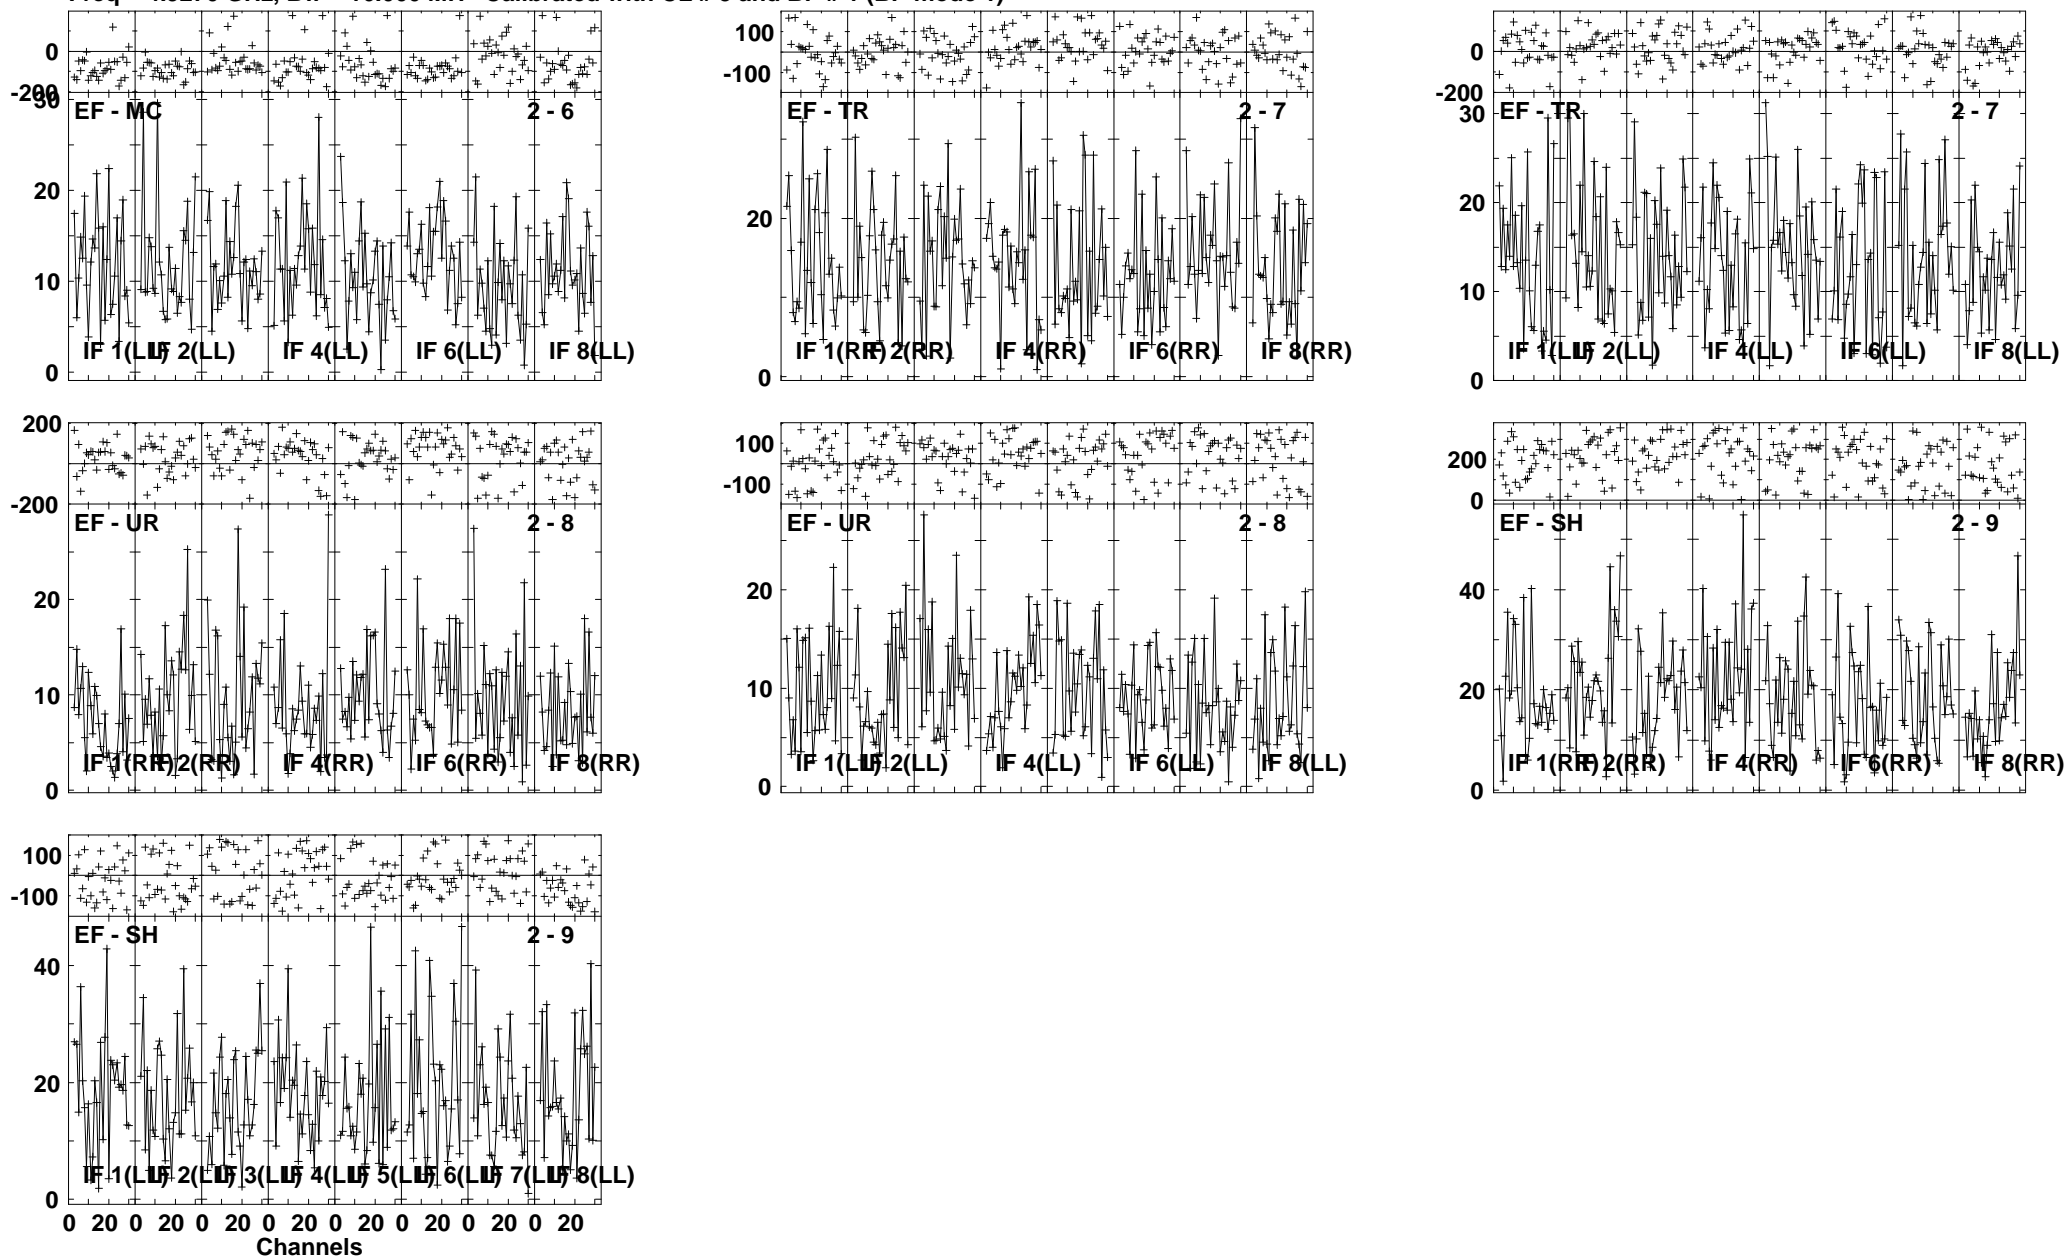 0
-200
30
20
10
0
EF - MC 2 - 6
IF 1(LL) IF 2(LL) IF 4(LL) IF 6(LL) IF 8(LL)
100
-100
20
0
EF - TR 2 - 7
IF 1(RR) IF 2(RR) IF 4(RR) IF 6(RR) IF 8(RR)
0
-200
30
20
10
0
EF - TR 2 - 7
IF 1(LL) IF 2(LL) IF 4(LL) IF 6(LL) IF 8(LL)
200
-200
20
10
0
EF - UR 2 - 8
IF 1(RR) IF 2(RR) IF 4(RR) IF 6(RR) IF 8(RR)
100
-100
20
10
0
EF - UR 2 - 8
IF 1(LL) IF 2(LL) IF 4(LL) IF 6(LL) IF 8(LL)
200
0
40
20
0
EF - SH 2 - 9
IF 1(RR) IF 2(RR) IF 4(RR) IF 6(RR) IF 8(RR)
100
-100
40
20
0
EF - SH 2 - 9
IF 1(LL) IF 2(LL) IF 3(LL) IF 4(LL) IF 5(LL) IF 6(LL) IF 7(LL) IF 8(LL)
0 20 0 20 0 20 0 20 0 20 0 20 0 20 0 20
Channels